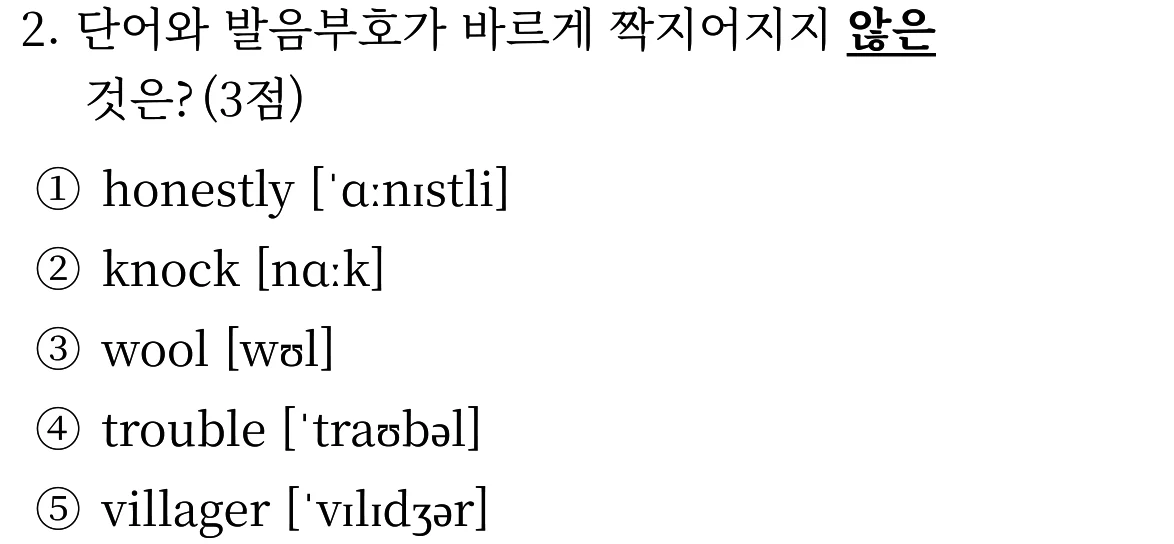 2. 단어와 발음부호가 바르게 짝지어지지 않은
것은?(3점)
① honestly [ˈɑːnɪstli]
② knock [nɑːk]
③ wool [wʊl]
④ trouble [ˈtraʊbəl]
⑤ villager [ˈvɪlɪdʒər]